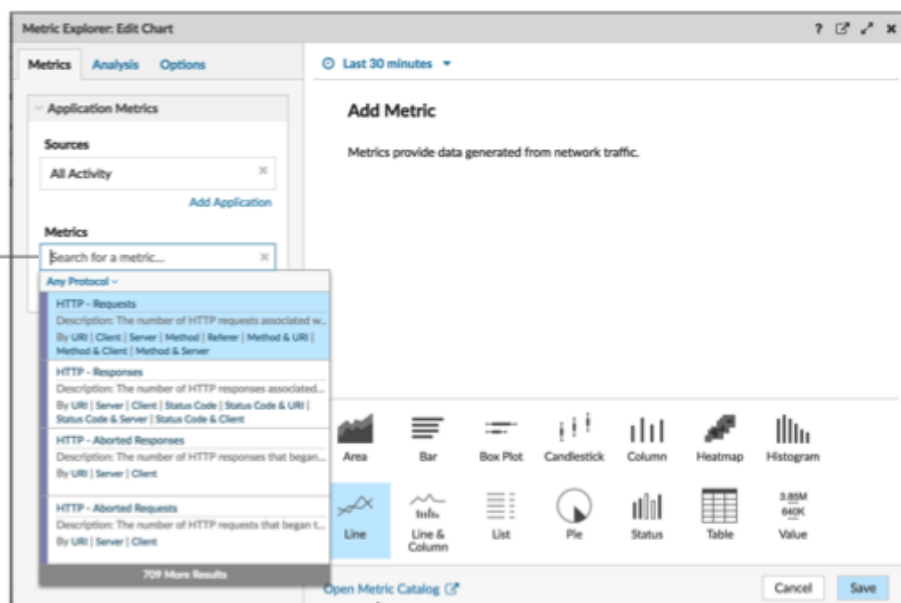 Metric Explorer: Edit Chart
?
Metrics Analysis Options
Last 30 minutes
Application Metrics
Sources
All Activity
Add Application
Metrics
Search for a metric...
Any Protocol
HTTP - Requests
Description: The number of HTTP requests associated w...
By URI | Client | Server | Method | Referer | Method & URI |
Method & Client | Method & Server
HTTP - Responses
Description: The number of HTTP responses associated...
By URI | Server | Client | Status Code | Status Code & URI |
Status Code & Server | Status Code & Client
HTTP - Aborted Responses
Description: The number of HTTP responses that began...
By URI | Server | Client
HTTP - Aborted Requests
Description: The number of HTTP requests that began t...
By URI | Server | Client
709 More Results
Add Metric
Metrics provide data generated from network traffic.
Area Bar Box Plot Candlestick Column Heatmap Histogram
3.85M
640K
Line Line & Column List Pie Status Table Value
Open Metric Catalog
Cancel Save